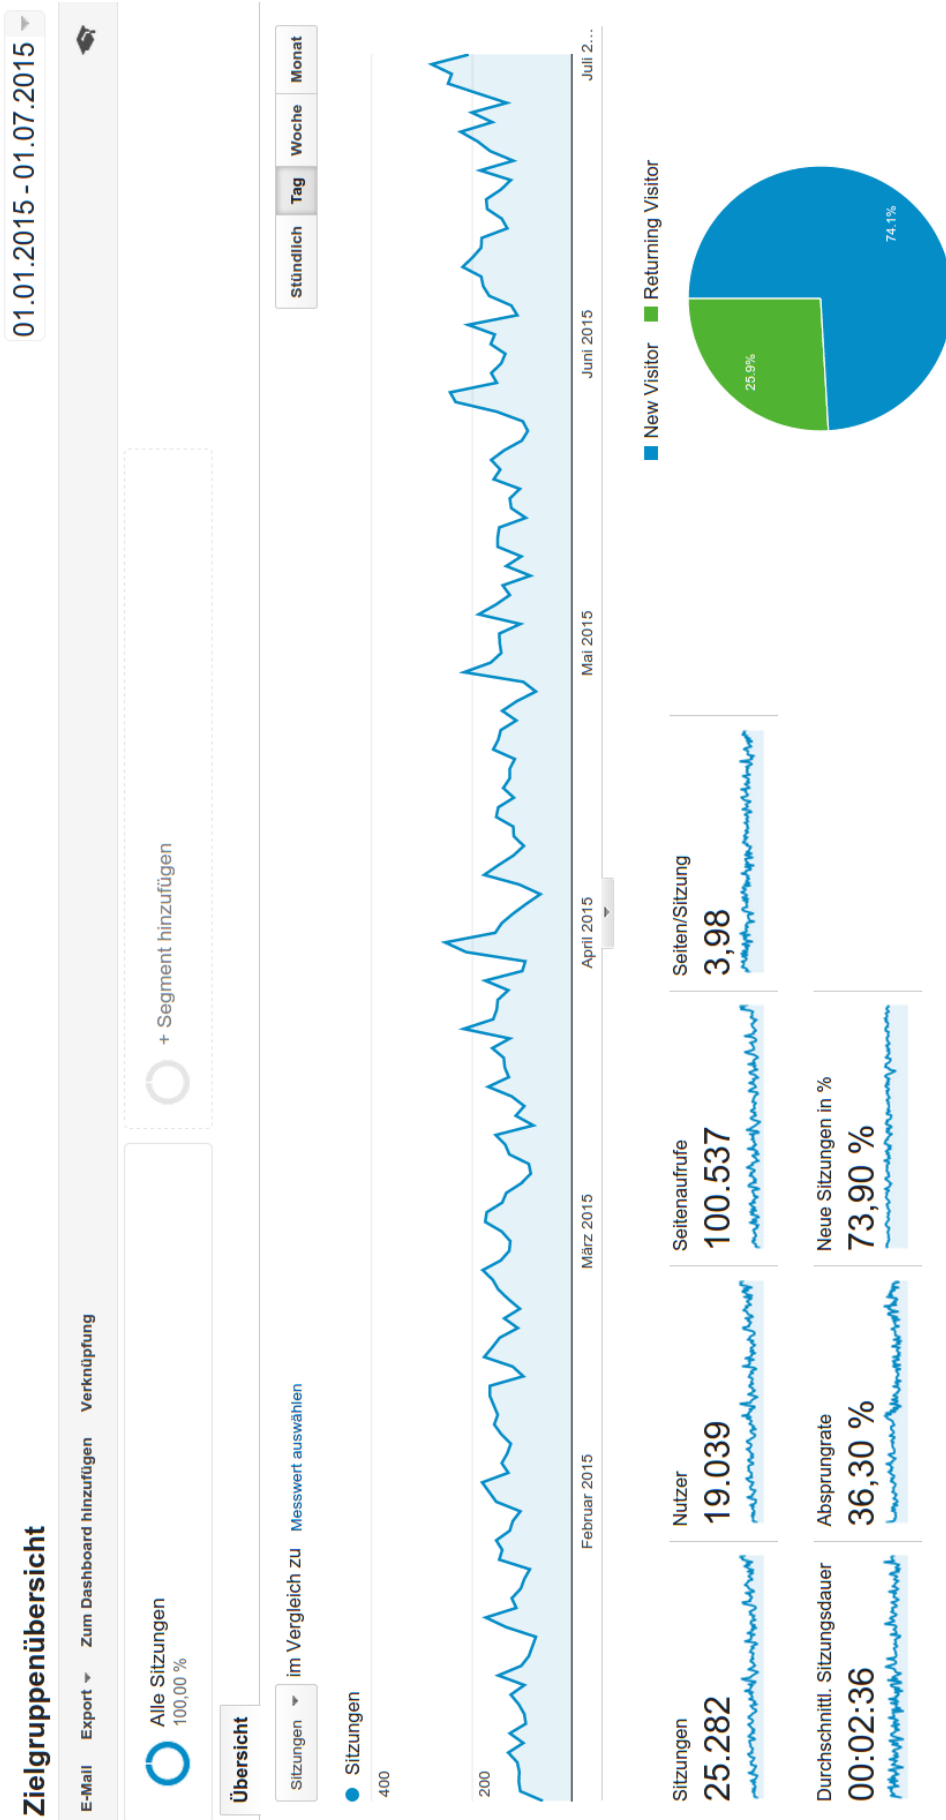 Zielgruppenübersicht
01.01.2015 - 01.07.2015
E-Mail Export Zum Dashboard hinzufügen Verknüpfung
Alle Sitzungen
100,00 %
+ Segment hinzufügen
Übersicht
Sitzungen im Vergleich zu Messwert auswählen
Stündlich Tag Woche Monat
Sitzungen
400
200
Februar 2015 März 2015 April 2015 Mai 2015 Juni 2015 Juli 2...
New Visitor Returning Visitor
25.9%
74.1%
Sitzungen
25.282
Nutzer
19.039
Seitenaufrufe
100.537
Seiten/Sitzung
3,98
Durchschnittl. Sitzungsdauer
00:02:36
Absprungrate
36,30 %
Neue Sitzungen in %
73,90 %